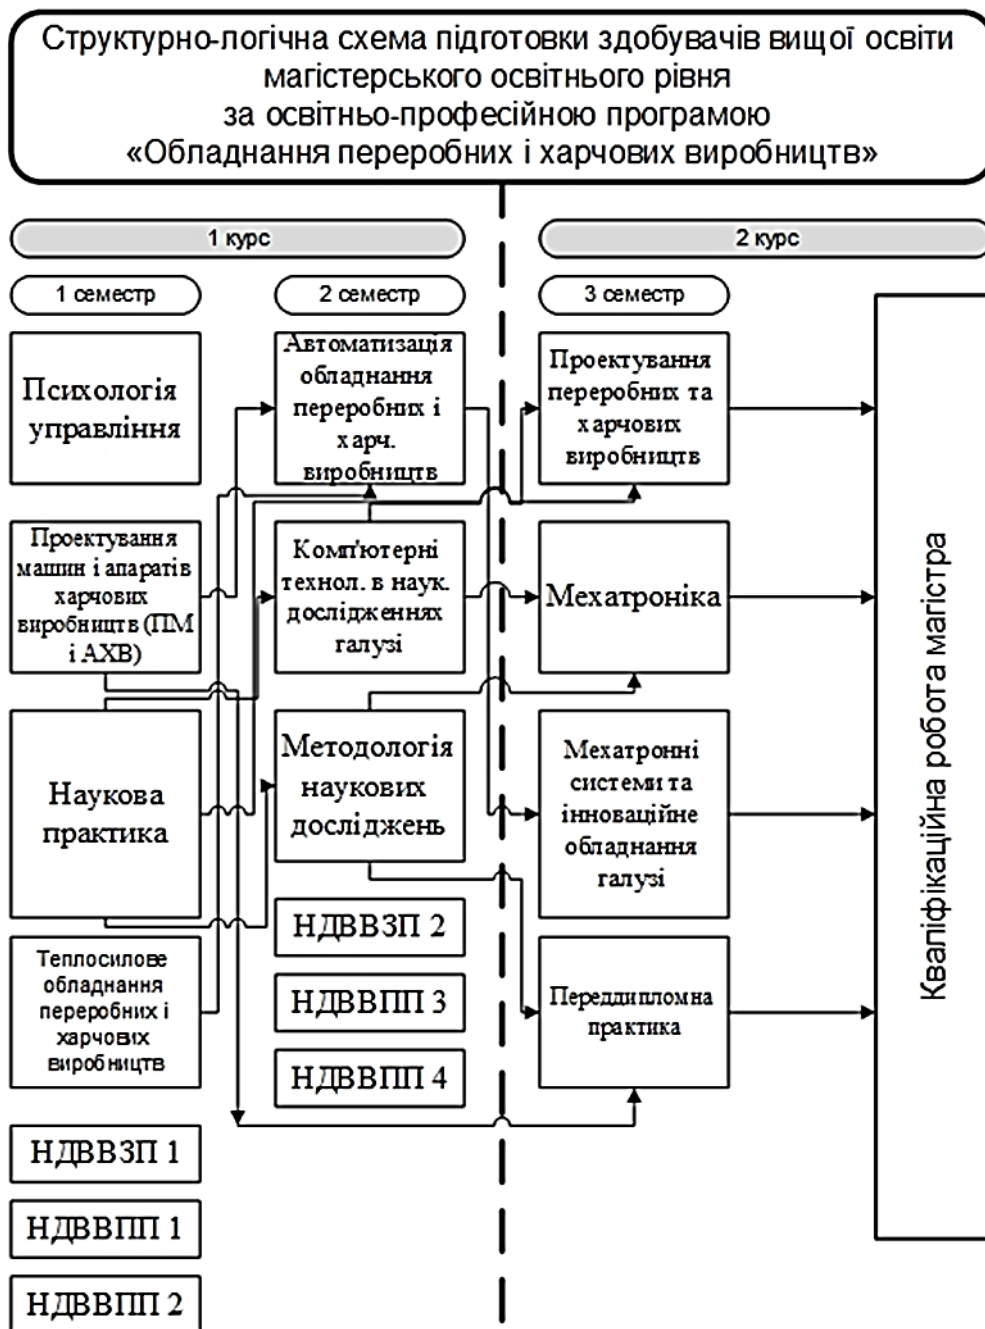 Структурно-логічна схема підготовки здобувачів вищої освіти
магістерського освітнього рівня
за освітньо-професійною програмою
«Обладнання переробних і харчових виробництв»
1 курс
2 курс
1 семестр
2 семестр
3 семестр
Психологія
управління
Проектування
машин і апаратів
харчових
виробництв (ПМ
і АХВ)
Наукова
практика
Теплосилове
обладнання
переробних і
харчових
виробництв
НДВВЗП 1
НДВВПП 1
НДВВПП 2
Автоматизація
обладнання
переробних і
харч.
виробництв
Комп'ютерні
технол. в наук.
дослідженнях
галузі
Методологія
наукових
досліджень
НДВВЗП 2
НДВВПП 3
НДВВПП 4
Проектування
переробних та
харчових
виробництв
Мехатроніка
Мехатронні
системи та
інноваційне
обладнання
галузі
Переддипломна
практика
Кваліфікаційна робота магістра